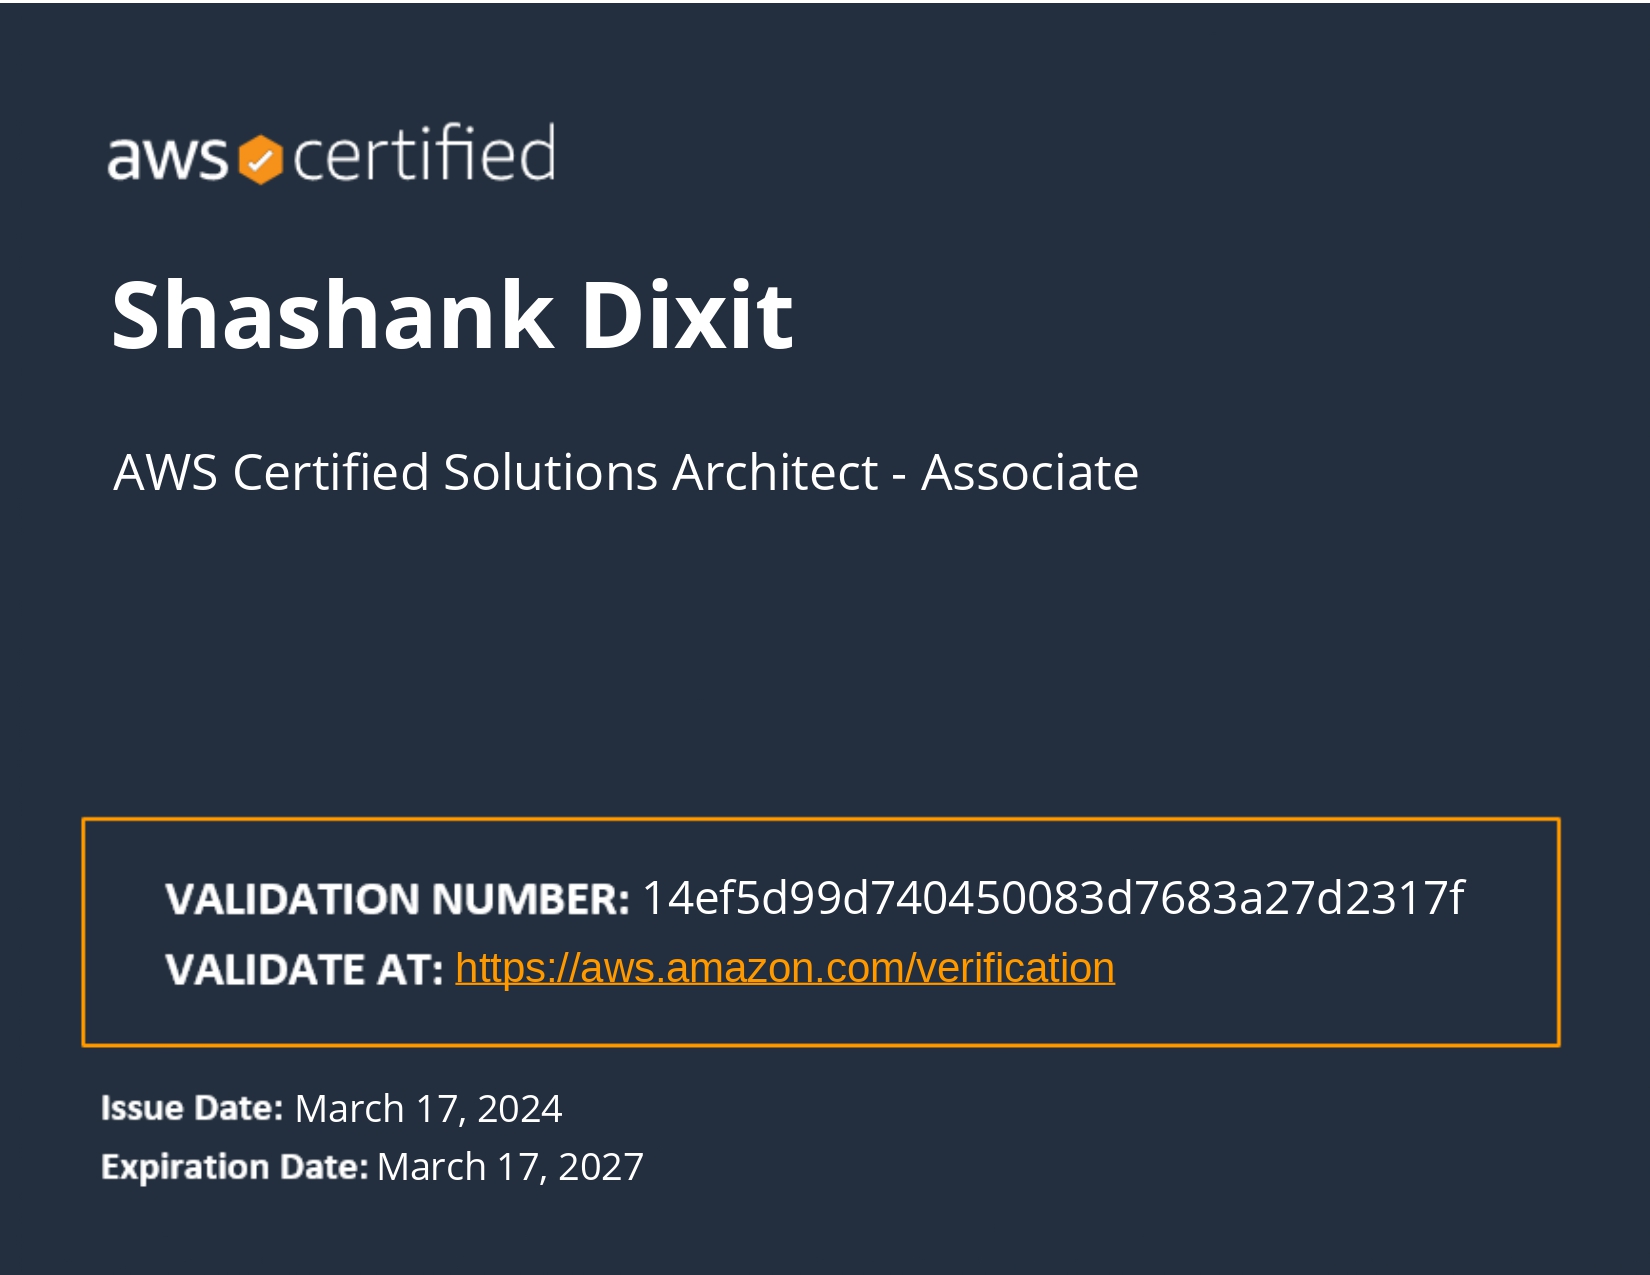 aws certified
Shashank Dixit
AWS Certified Solutions Architect - Associate
VALIDATION NUMBER: 14ef5d99d740450083d7683a27d2317f
VALIDATE AT: https://aws.amazon.com/verification
Issue Date: March 17, 2024
Expiration Date: March 17, 2027